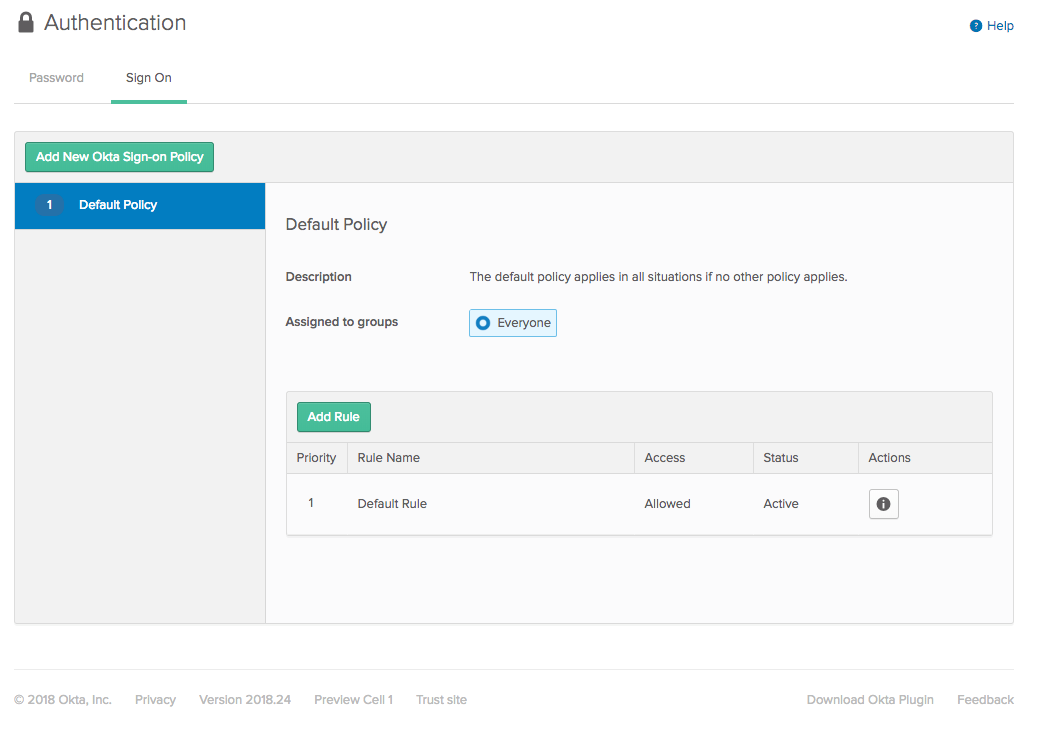 Authentication
? Help
Password Sign On
Add New Okta Sign-on Policy
1 Default Policy
Default Policy
Description The default policy applies in all situations if no other policy applies.
Assigned to groups Everyone
Add Rule
Priority Rule Name Access Status Actions
1 Default Rule Allowed Active i
© 2018 Okta, Inc. Privacy Version 2018.24 Preview Cell 1 Trust site Download Okta Plugin Feedback